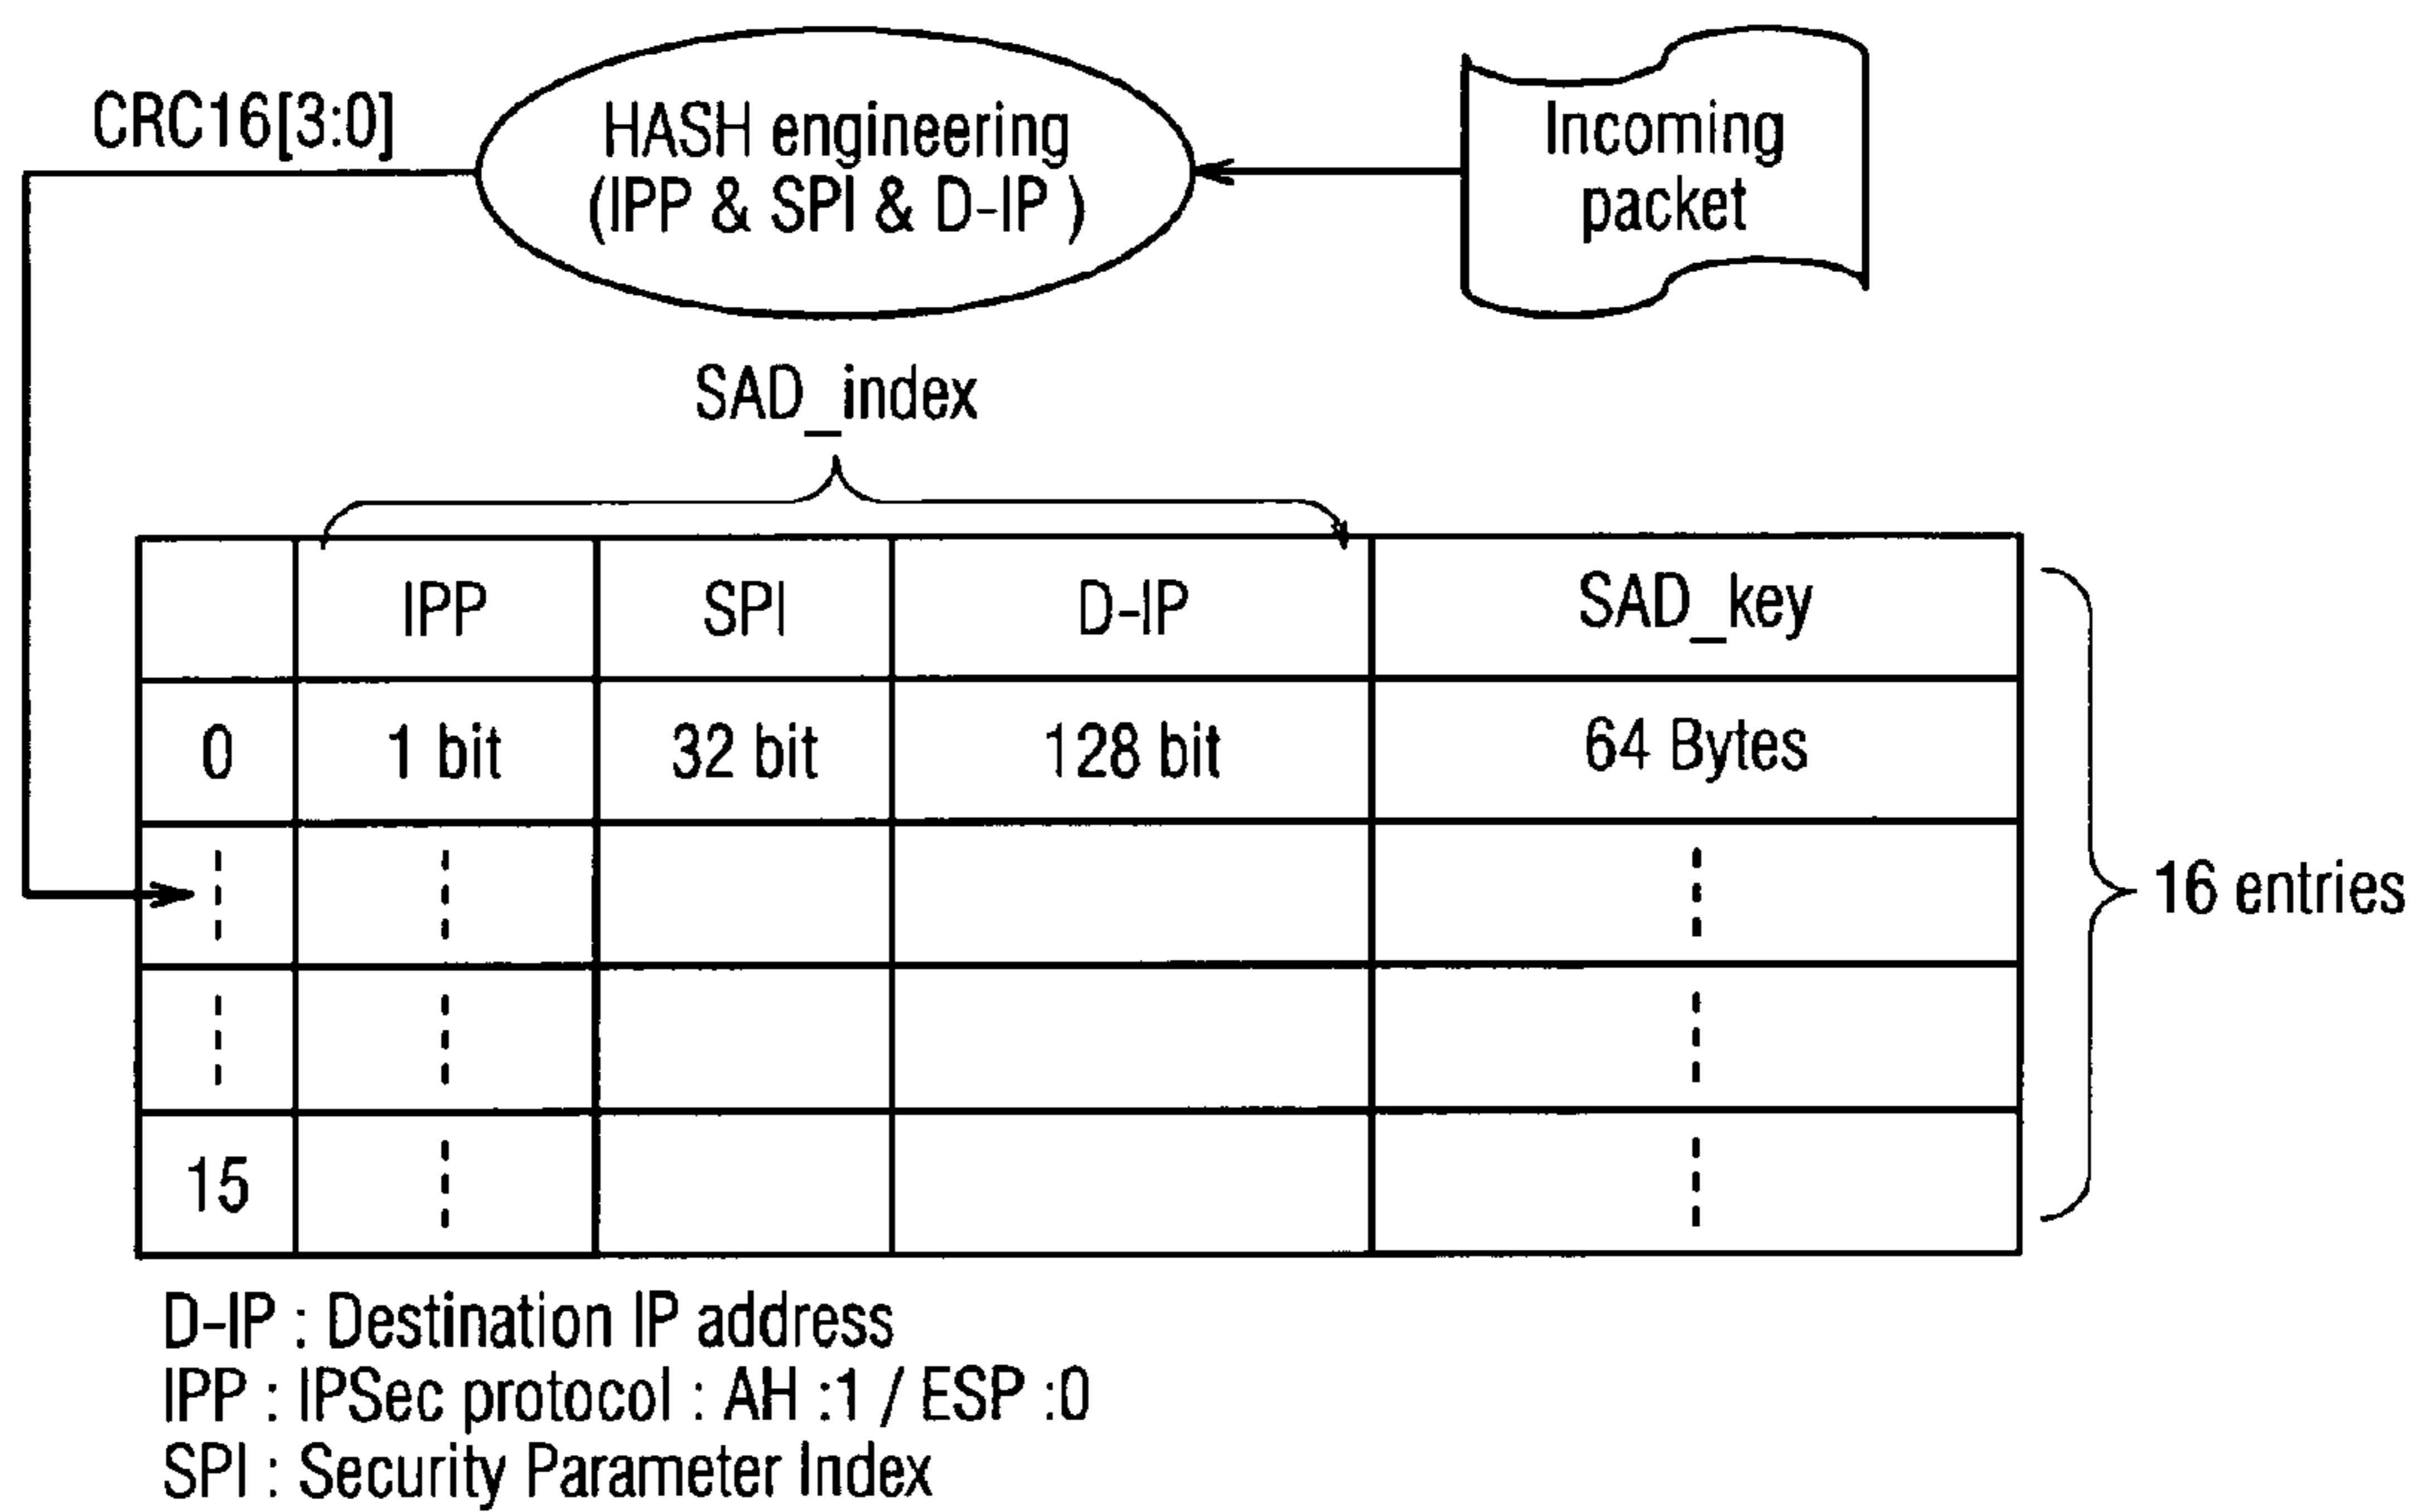 CRC16[3:0]
HASH engineering
(IPP & SPI & D-IP )
Incoming
packet
SAD_index
IPP SPI D-IP SAD_key
0 1 bit 32 bit 128 bit 64 Bytes
16 entries
15
D-IP : Destination IP address
IPP : IPSec protocol : AH :1 / ESP :0
SPI : Security Parameter Index